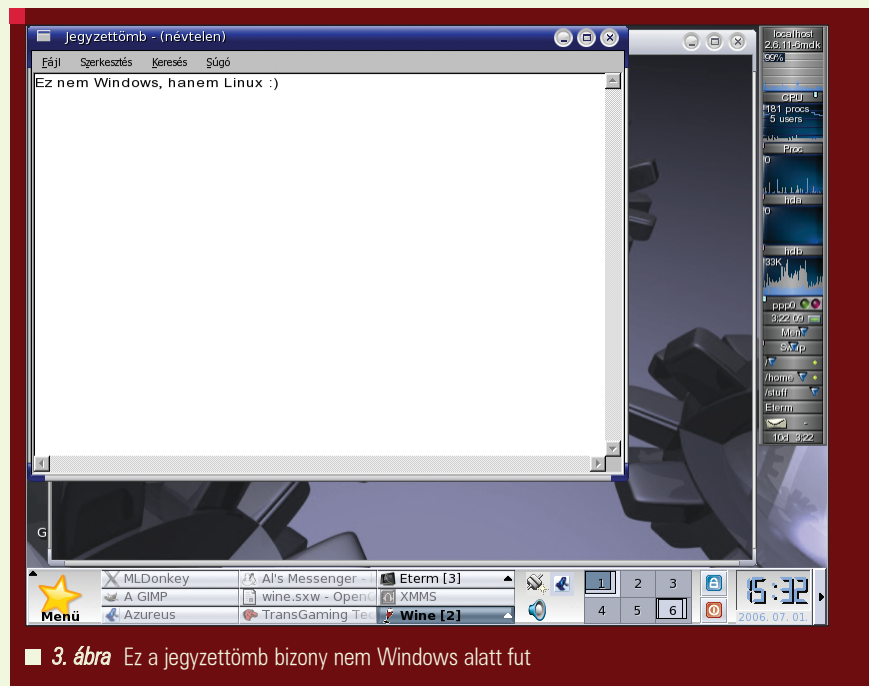 Jegyzettömb - (névtelen)
Fájl Szerkesztés Keresés Súgó
Ez nem Windows, hanem Linux :)
localhost
2.6.11-6mdk
99%
CPU
181 procs
5 users
Proc
0
hda
0
hdb
33K
ppp0
3:22
Mem
Swap
/
/home
/stuff
Eterm
10d 3:22
G
Menü
MLDonkey
A GIMP
Azureus
Al's Messenger -
wine.sxw - OpenO
TransGaming Tec
Eterm [3]
XMMS
Wine [2]
1 2 3
4 5 6
15:32
2006. 07. 01.
3. ábra Ez a jegyzettömb bizony nem Windows alatt fut